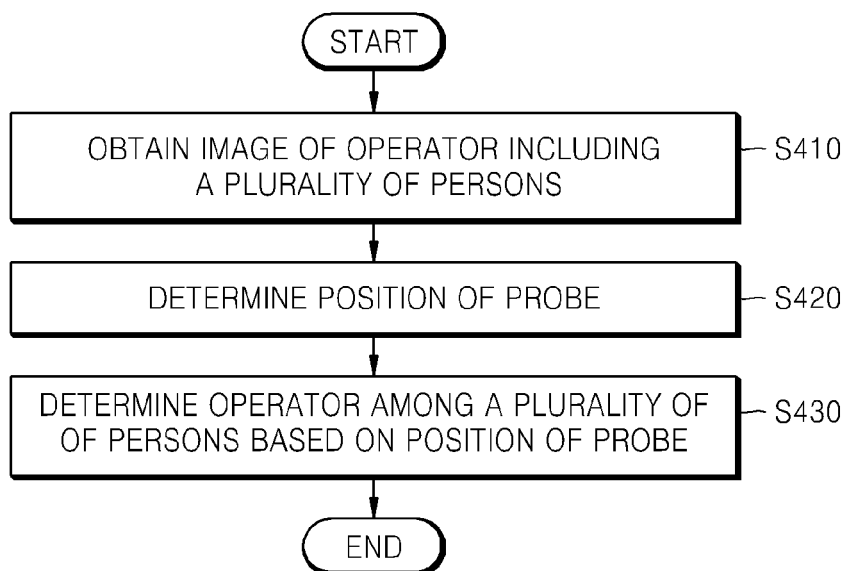 START
OBTAIN IMAGE OF OPERATOR INCLUDING
A PLURALITY OF PERSONS
S410
DETERMINE POSITION OF PROBE
S420
DETERMINE OPERATOR AMONG A PLURALITY OF
OF PERSONS BASED ON POSITION OF PROBE
S430
END